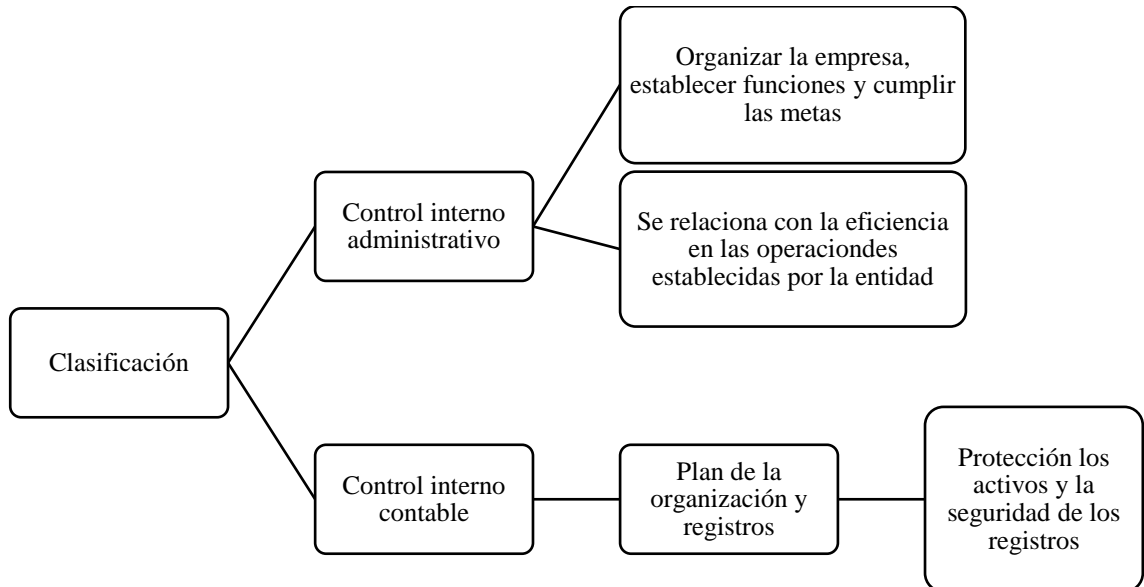 Organizar la empresa,
establecer funciones y cumplir
las metas
Control interno
administrativo
Se relaciona con la eficiencia
en las operaciondes
establecidas por la entidad
Clasificación
Control interno
contable
Plan de la
organización y
registros
Protección los
activos y la
seguridad de los
registros